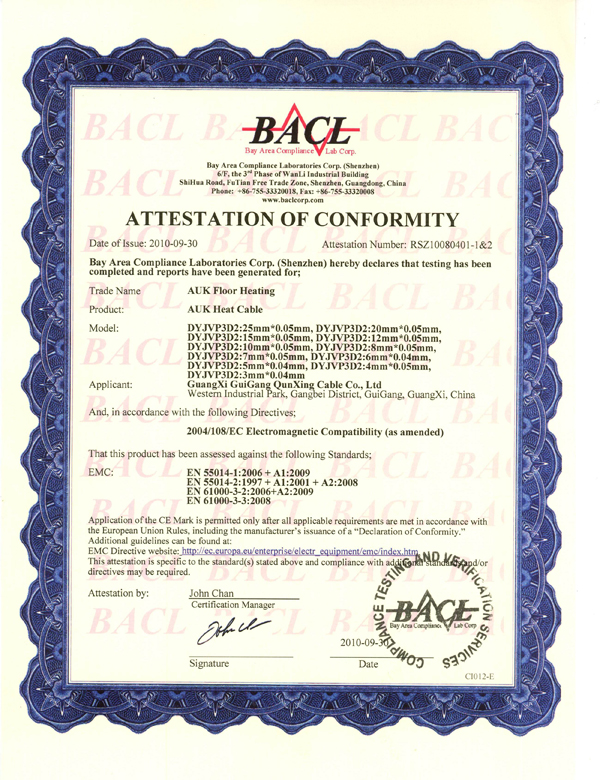 BACL
Bay Area Compliance Lab Corp.
Bay Area Compliance Laboratories Corp. (Shenzhen)
6/F, the 3rd Phase of WanLi Industrial Building
ShiHua Road, FuTian Free Trade Zone, Shenzhen, Guangdong, China
Phone: +86-755-33320018, Fax: +86-755-33320008
www.baclcorp.com
ATTESTATION OF CONFORMITY
Date of Issue: 2010-09-30 Attestation Number: RSZ10080401-1&2
Bay Area Compliance Laboratories Corp. (Shenzhen) hereby declares that testing has been
completed and reports have been generated for;
Trade Name AUK Floor Heating
Product: AUK Heat Cable
Model: DYJVP3D2:25mm*0.05mm, DYJVP3D2:20mm*0.05mm,
DYJVP3D2:15mm*0.05mm, DYJVP3D2:12mm*0.05mm,
DYJVP3D2:10mm*0.05mm, DYJVP3D2:8mm*0.05mm,
DYJVP3D2:7mm*0.05mm, DYJVP3D2:6mm*0.04mm,
DYJVP3D2:5mm*0.04mm, DYJVP3D2:4mm*0.05mm,
DYJVP3D2:3mm*0.04mm
Applicant: GuangXi GuiGang QunXing Cable Co., Ltd
Western Industrial Park, Gangbei District, GuiGang, GuangXi, China
And, in accordance with the following Directives;
2004/108/EC Electromagnetic Compatibility (as amended)
That this product has been assessed against the following Standards;
EMC: EN 55014-1:2006 + A1:2009
EN 55014-2:1997 + A1:2001 + A2:2008
EN 61000-3-2:2006+A2:2009
EN 61000-3-3:2008
Application of the CE Mark is permitted only after all applicable requirements are met in accordance with
the European Union Rules, including the manufacturer's issuance of a "Declaration of Conformity."
Additional guidelines can be found at:
EMC Directive website: http://ec.europa.eu/enterprise/electr_equipment/emc/index.htm
This attestation is specific to the standard(s) stated above and compliance with additional standards and/or
directives may be required.
Attestation by: John Chan
Certification Manager
John Chan
2010-09-30
Signature Date
COMPLIANCE TESTING AND VERIFICATION SERVICES
BACL
Bay Area Compliance Lab Corp
CI012-E